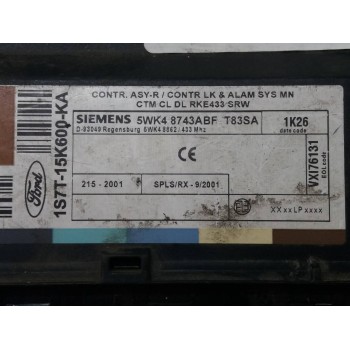 CONTR. ASY-R / CONTR LK & ALAM SYS MN
CTM CL DL RKE433 SRW
SIEMENS 5WK4 8743ABF T83SA
D-93049 Regensburg 5WK4 8562 / 433 MHz
1K26
date code
CE
215 - 2001
SPLS/RX - 9/2001
XXxxLPxxxx
VXI76131
EOL code
Ford
1S7T-15K600-KA